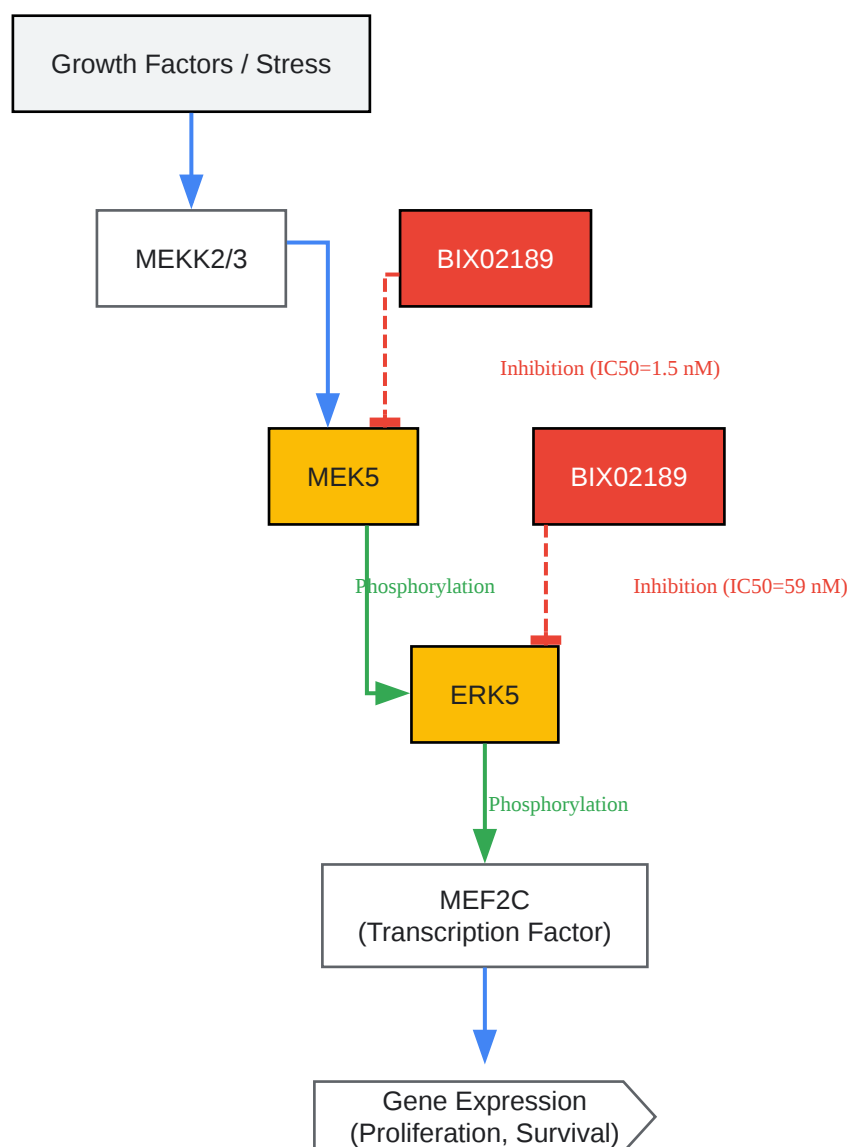 Growth Factors / Stress
MEKK2/3
BIX02189
Inhibition (IC50=1.5 nM)
MEK5
BIX02189
Phosphorylation
Inhibition (IC50=59 nM)
ERK5
Phosphorylation
MEF2C
(Transcription Factor)
Gene Expression
(Proliferation, Survival)